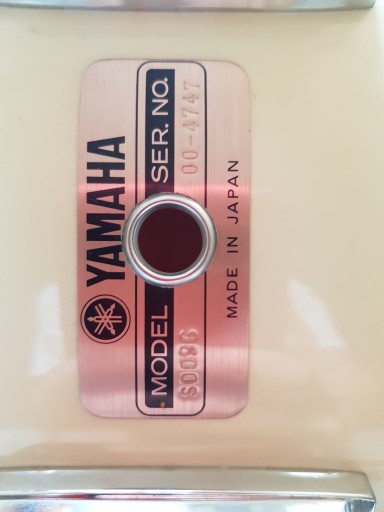 YAMAHA
MODEL SER. NO.
SD096 00-4747
MADE IN JAPAN